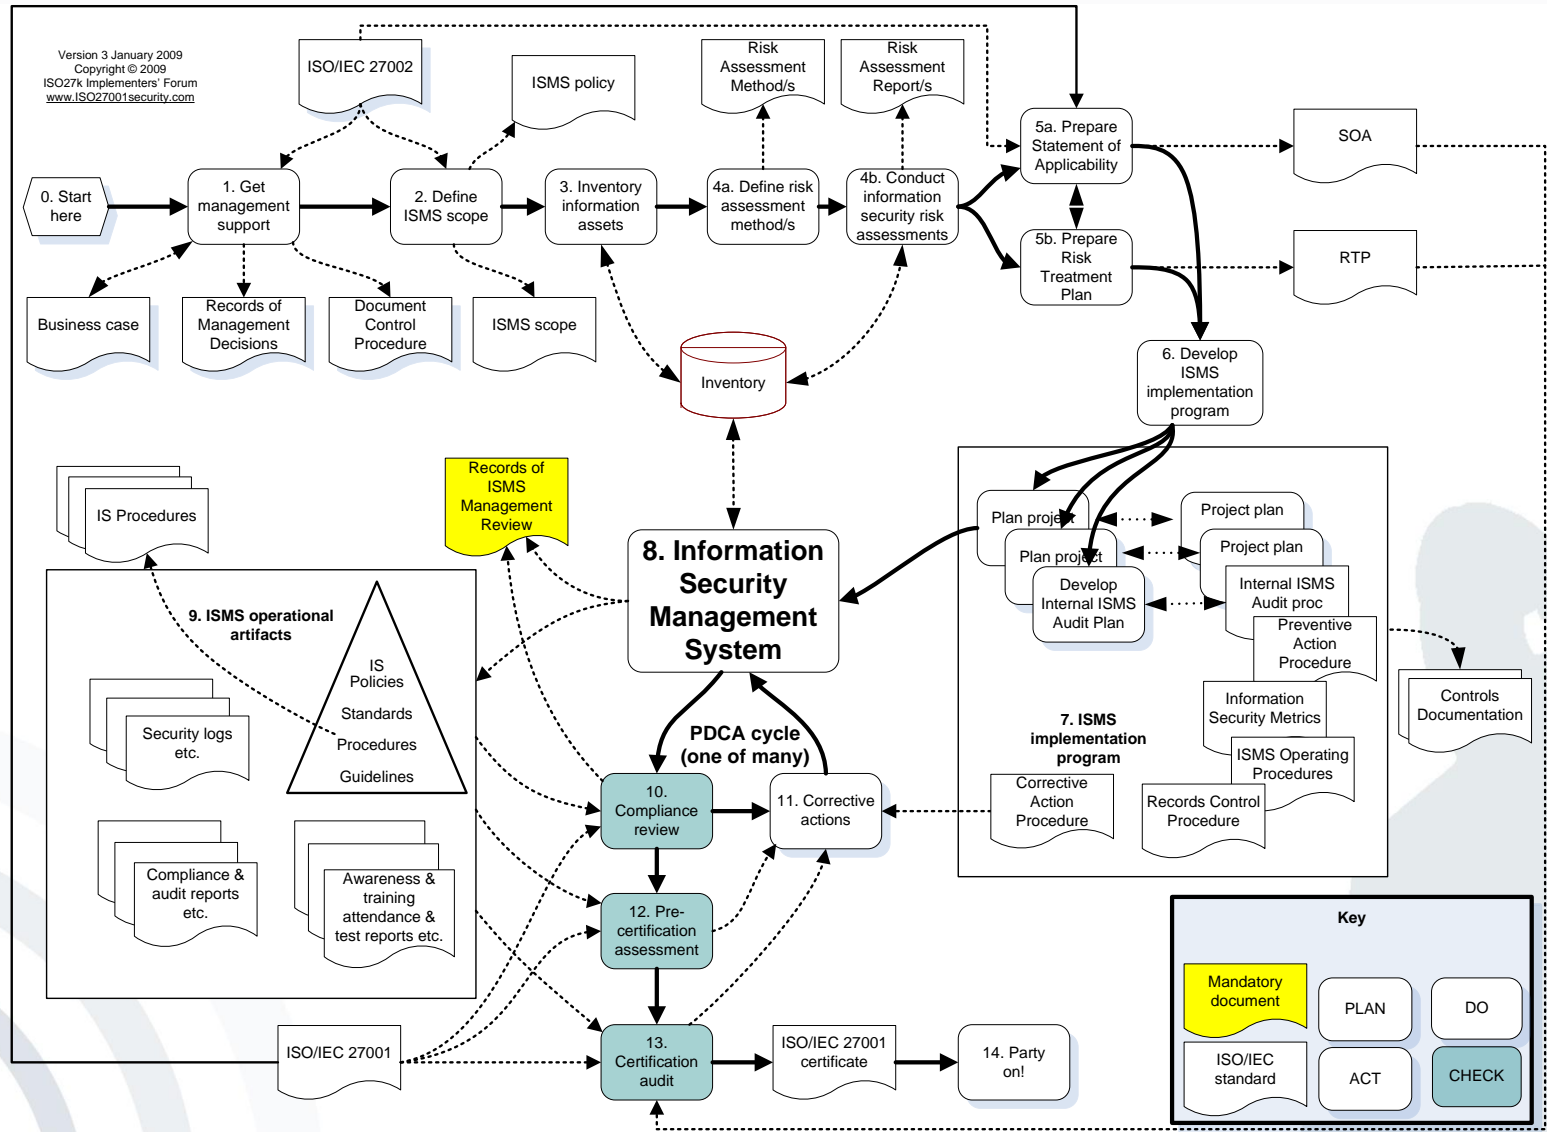 Version 3 January 2009
Copyright © 2009
ISO27k Implementers' Forum
www.ISO27001security.com
ISO/IEC 27002
ISMS policy
Risk
Assessment
Method/s
Risk
Assessment
Report/s
5a. Prepare
Statement of
Applicability
SOA
0. Start
here
1. Get
management
support
2. Define
ISMS scope
3. Inventory
information
assets
4a. Define risk
assessment
method/s
4b. Conduct
information
security risk
assessments
5b. Prepare
Risk
Treatment
Plan
RTP
Business case
Records of
Management
Decisions
Document
Control
Procedure
ISMS scope
Inventory
6. Develop
ISMS
implementation
program
IS Procedures
Records of
ISMS
Management
Review
8. Information
Security
Management
System
Plan project
Plan project
Develop
Internal ISMS
Audit Plan
Project plan
Project plan
Internal ISMS
Audit proc
Preventive
Action
Procedure
Information
Security Metrics
ISMS Operating
Procedures
Records Control
Procedure
Corrective
Action
Procedure
7. ISMS
implementation
program
Controls
Documentation
9. ISMS operational
artifacts
IS
Policies
Standards
Procedures
Guidelines
Security logs
etc.
Compliance &
audit reports
etc.
Awareness &
training
attendance &
test reports etc.
PDCA cycle
(one of many)
10.
Compliance
review
11. Corrective
actions
12. Pre-
certification
assessment
ISO/IEC 27001
13.
Certification
audit
ISO/IEC 27001
certificate
14. Party
on!
Key
Mandatory
document
PLAN
DO
ISO/IEC
standard
ACT
CHECK